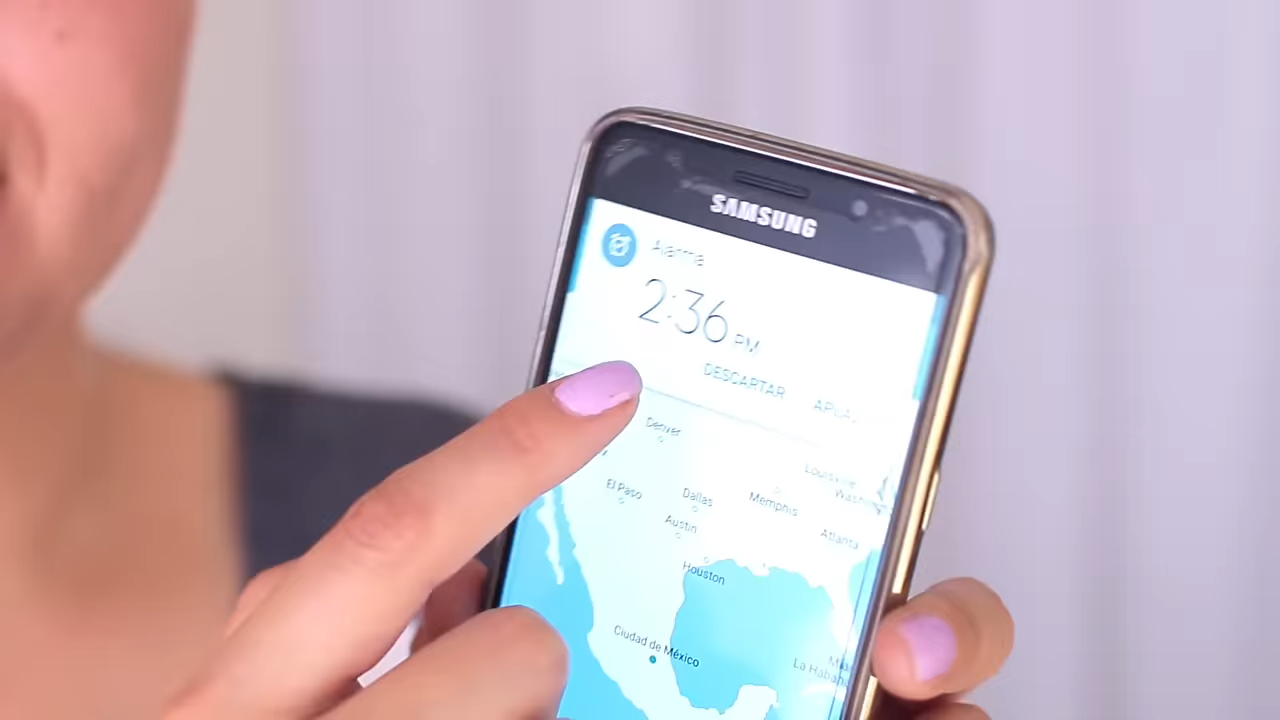 SAMSUNG
Alarma
2:36 PM
DESCARTAR
Denver
Louisville
El Paso
Dallas
Memphis
Austin
Atlanta
Houston
Ciudad de México
La Habana